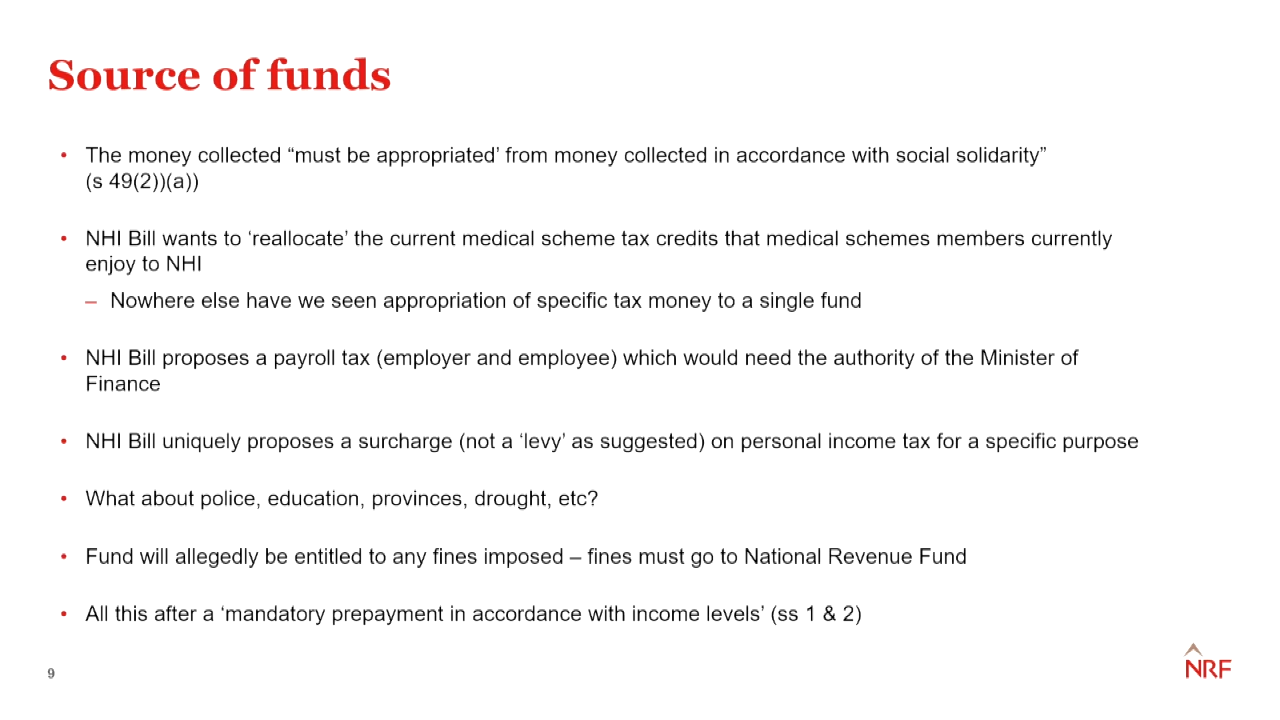 Source of funds
• The money collected “must be appropriated’ from money collected in accordance with social solidarity”
(s 49(2))(a))
• NHI Bill wants to ‘reallocate’ the current medical scheme tax credits that medical schemes members currently
enjoy to NHI
– Nowhere else have we seen appropriation of specific tax money to a single fund
• NHI Bill proposes a payroll tax (employer and employee) which would need the authority of the Minister of
Finance
• NHI Bill uniquely proposes a surcharge (not a ‘levy’ as suggested) on personal income tax for a specific purpose
• What about police, education, provinces, drought, etc?
• Fund will allegedly be entitled to any fines imposed – fines must go to National Revenue Fund
• All this after a ‘mandatory prepayment in accordance with income levels’ (ss 1 & 2)
9
NRF